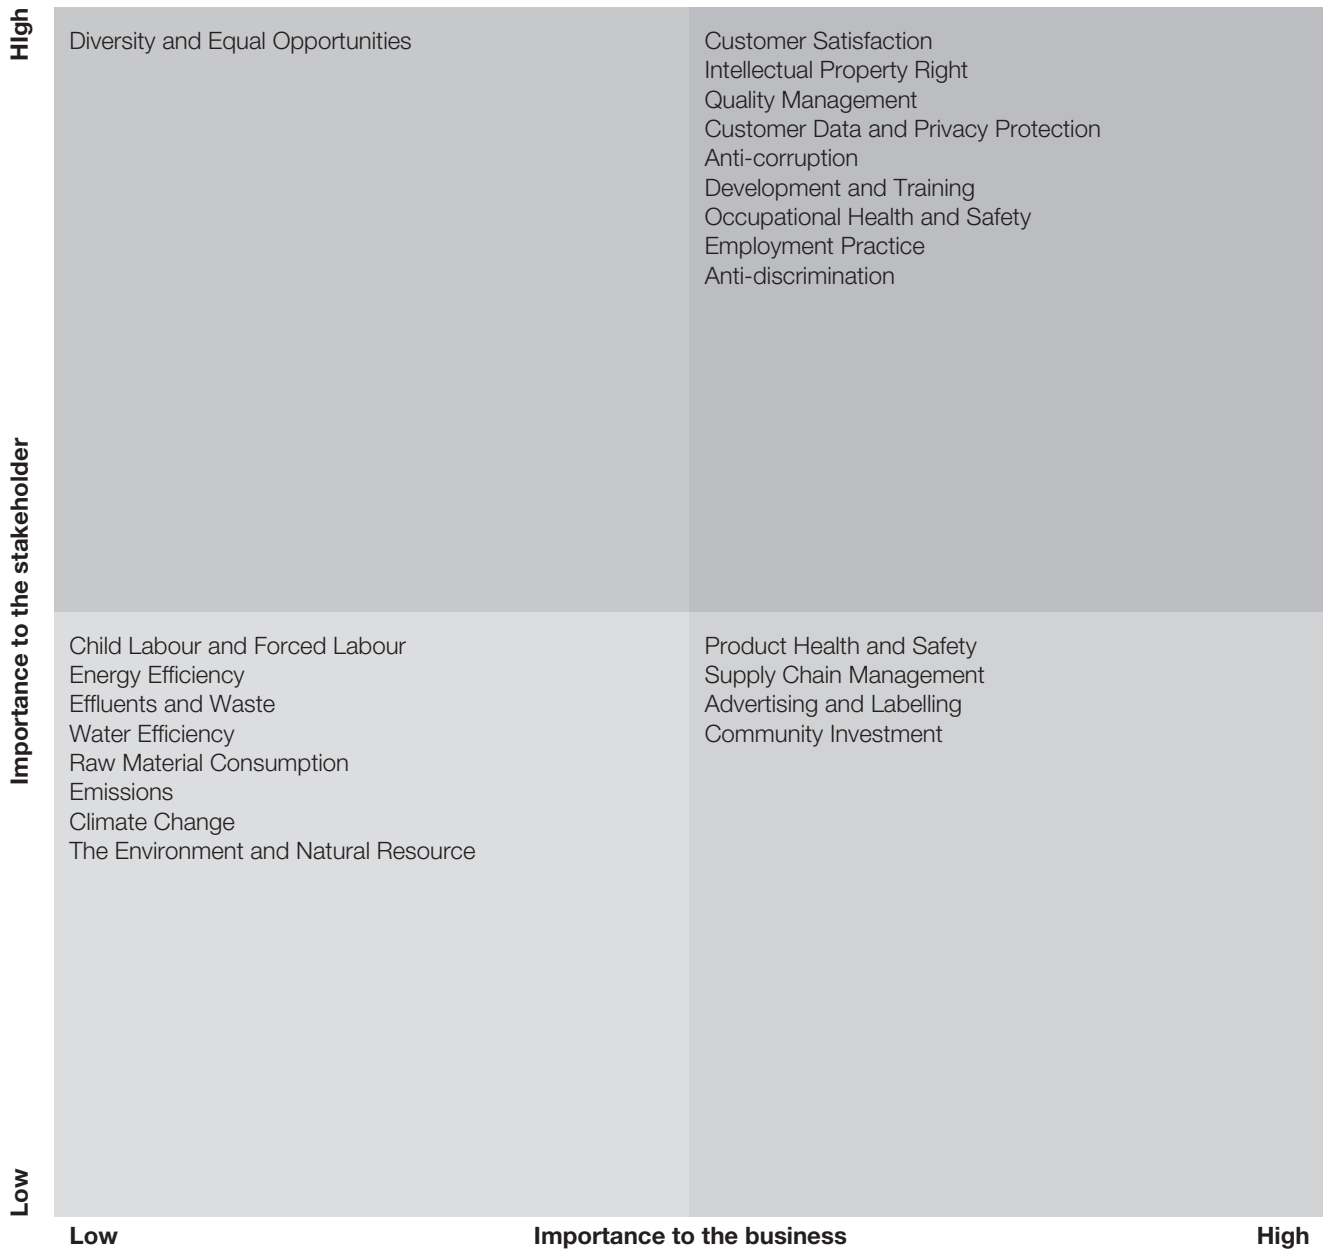 HIgh
Diversity and Equal Opportunities
Customer Satisfaction
Intellectual Property Right
Quality Management
Customer Data and Privacy Protection
Anti-corruption
Development and Training
Occupational Health and Safety
Employment Practice
Anti-discrimination
Importance to the stakeholder
Child Labour and Forced Labour
Energy Efficiency
Effluents and Waste
Water Efficiency
Raw Material Consumption
Emissions
Climate Change
The Environment and Natural Resource
Product Health and Safety
Supply Chain Management
Advertising and Labelling
Community Investment
Low
Low
Importance to the business
High